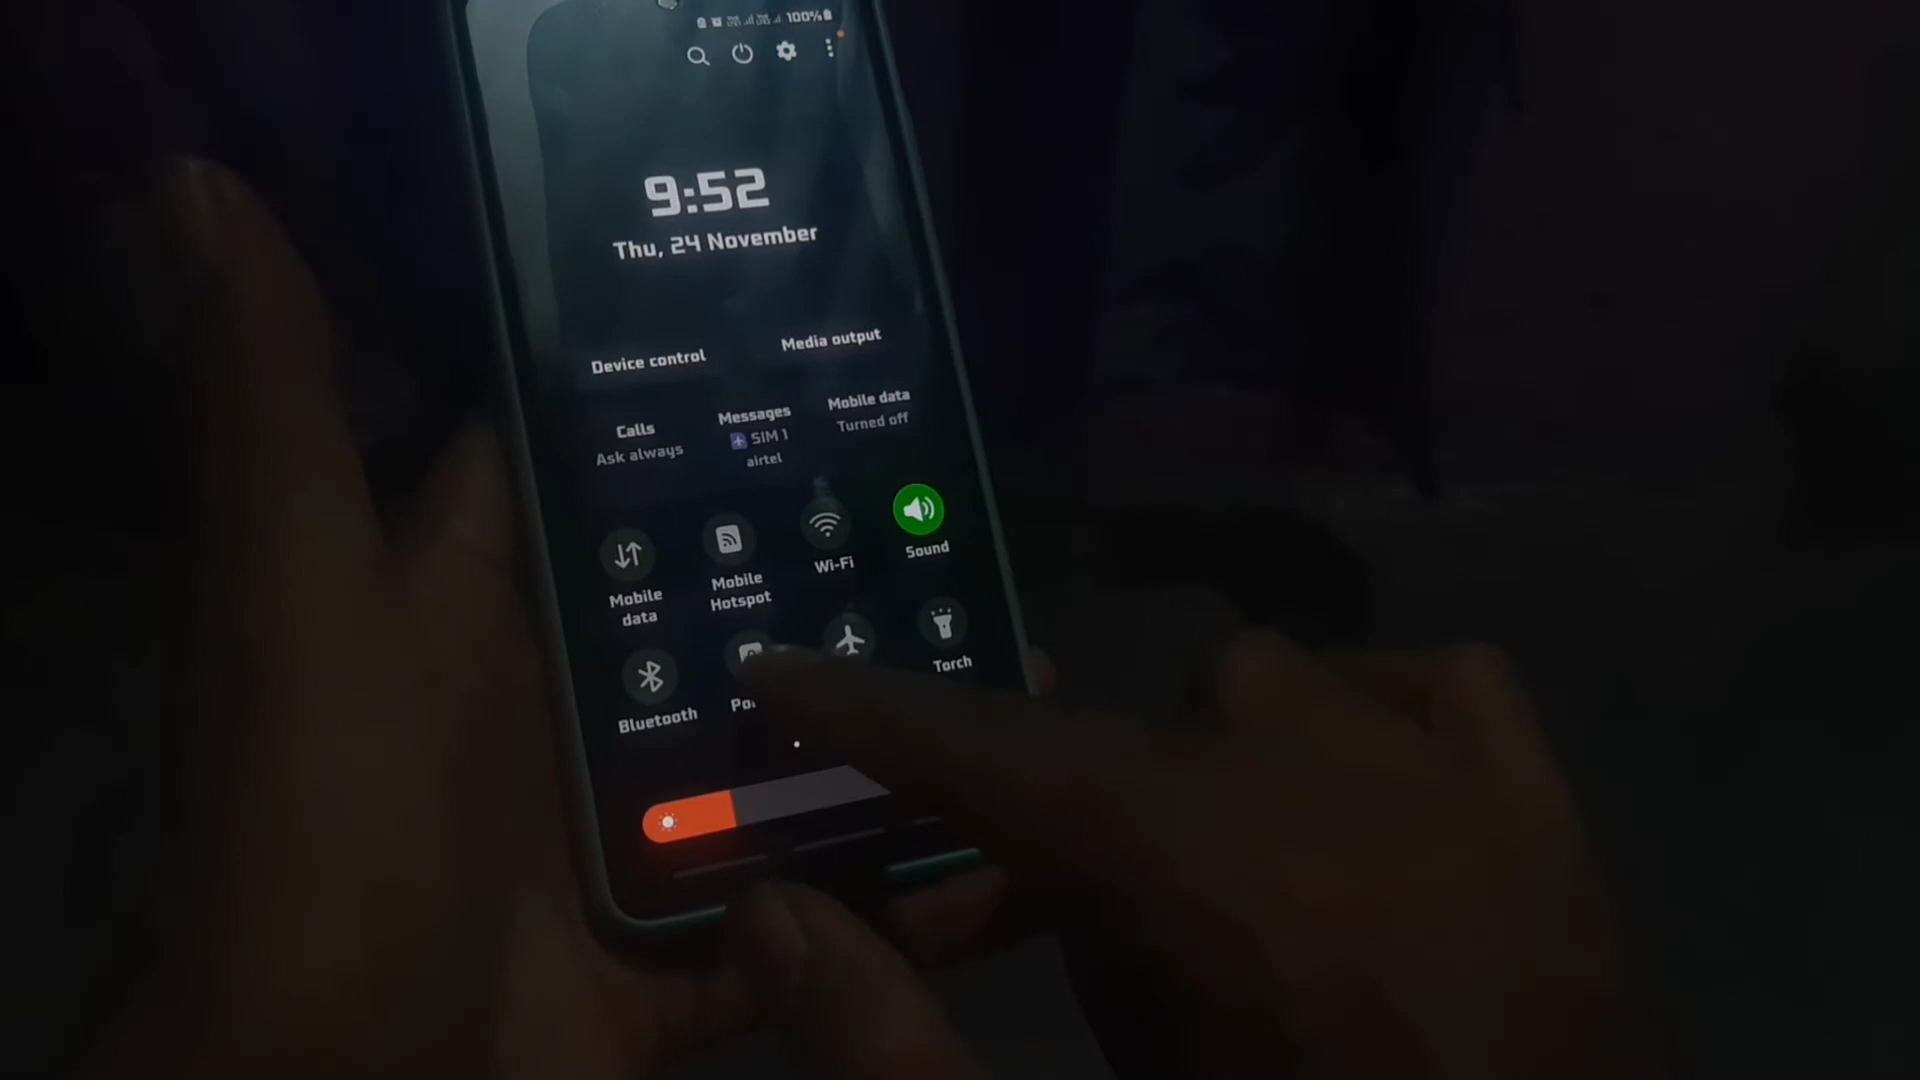 100%
9:52
Thu, 24 November
Device control
Media output
Calls
Ask always
Messages
SIM 1
airtel
Mobile data
Turned off
Mobile
data
Mobile
Hotspot
Wi-Fi
Sound
Bluetooth
Po
Torch